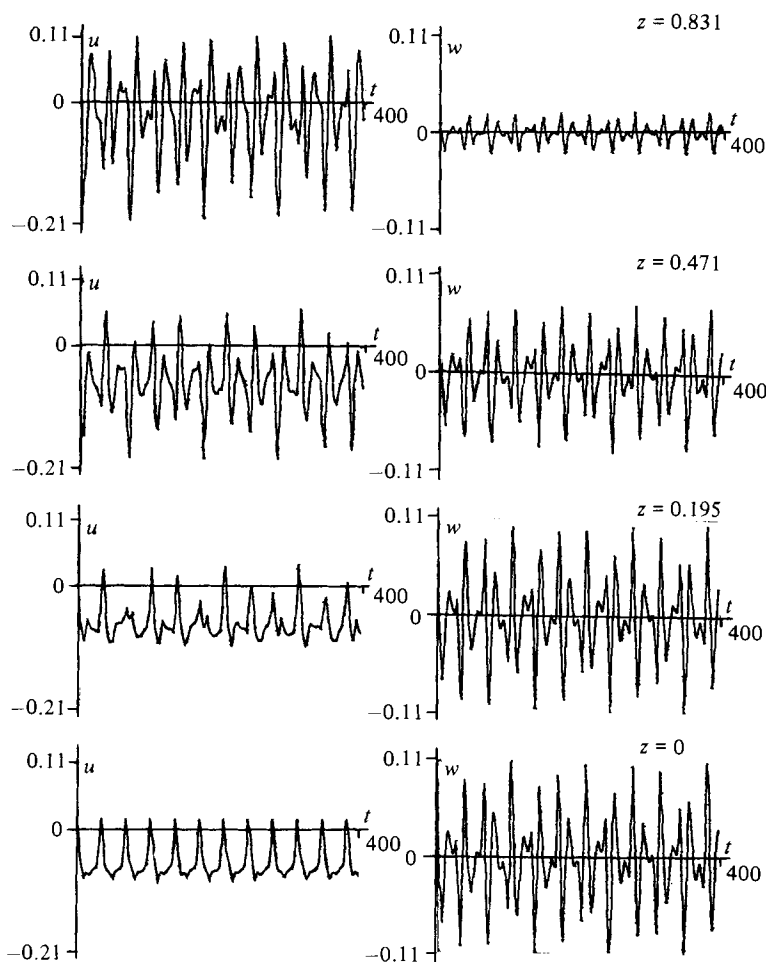 z = 0.831
0.11 u
0.11 w
0 t
400
0 t
400
−0.21
−0.11
z = 0.471
0.11 u
0.11 w
0 t
400
0 t
400
−0.21
−0.11
z = 0.195
0.11 u
0.11 w
0 t
400
0 t
400
−0.21
−0.11
z = 0
0.11 u
0.11 w
0 t
400
0 t
400
−0.21
−0.11